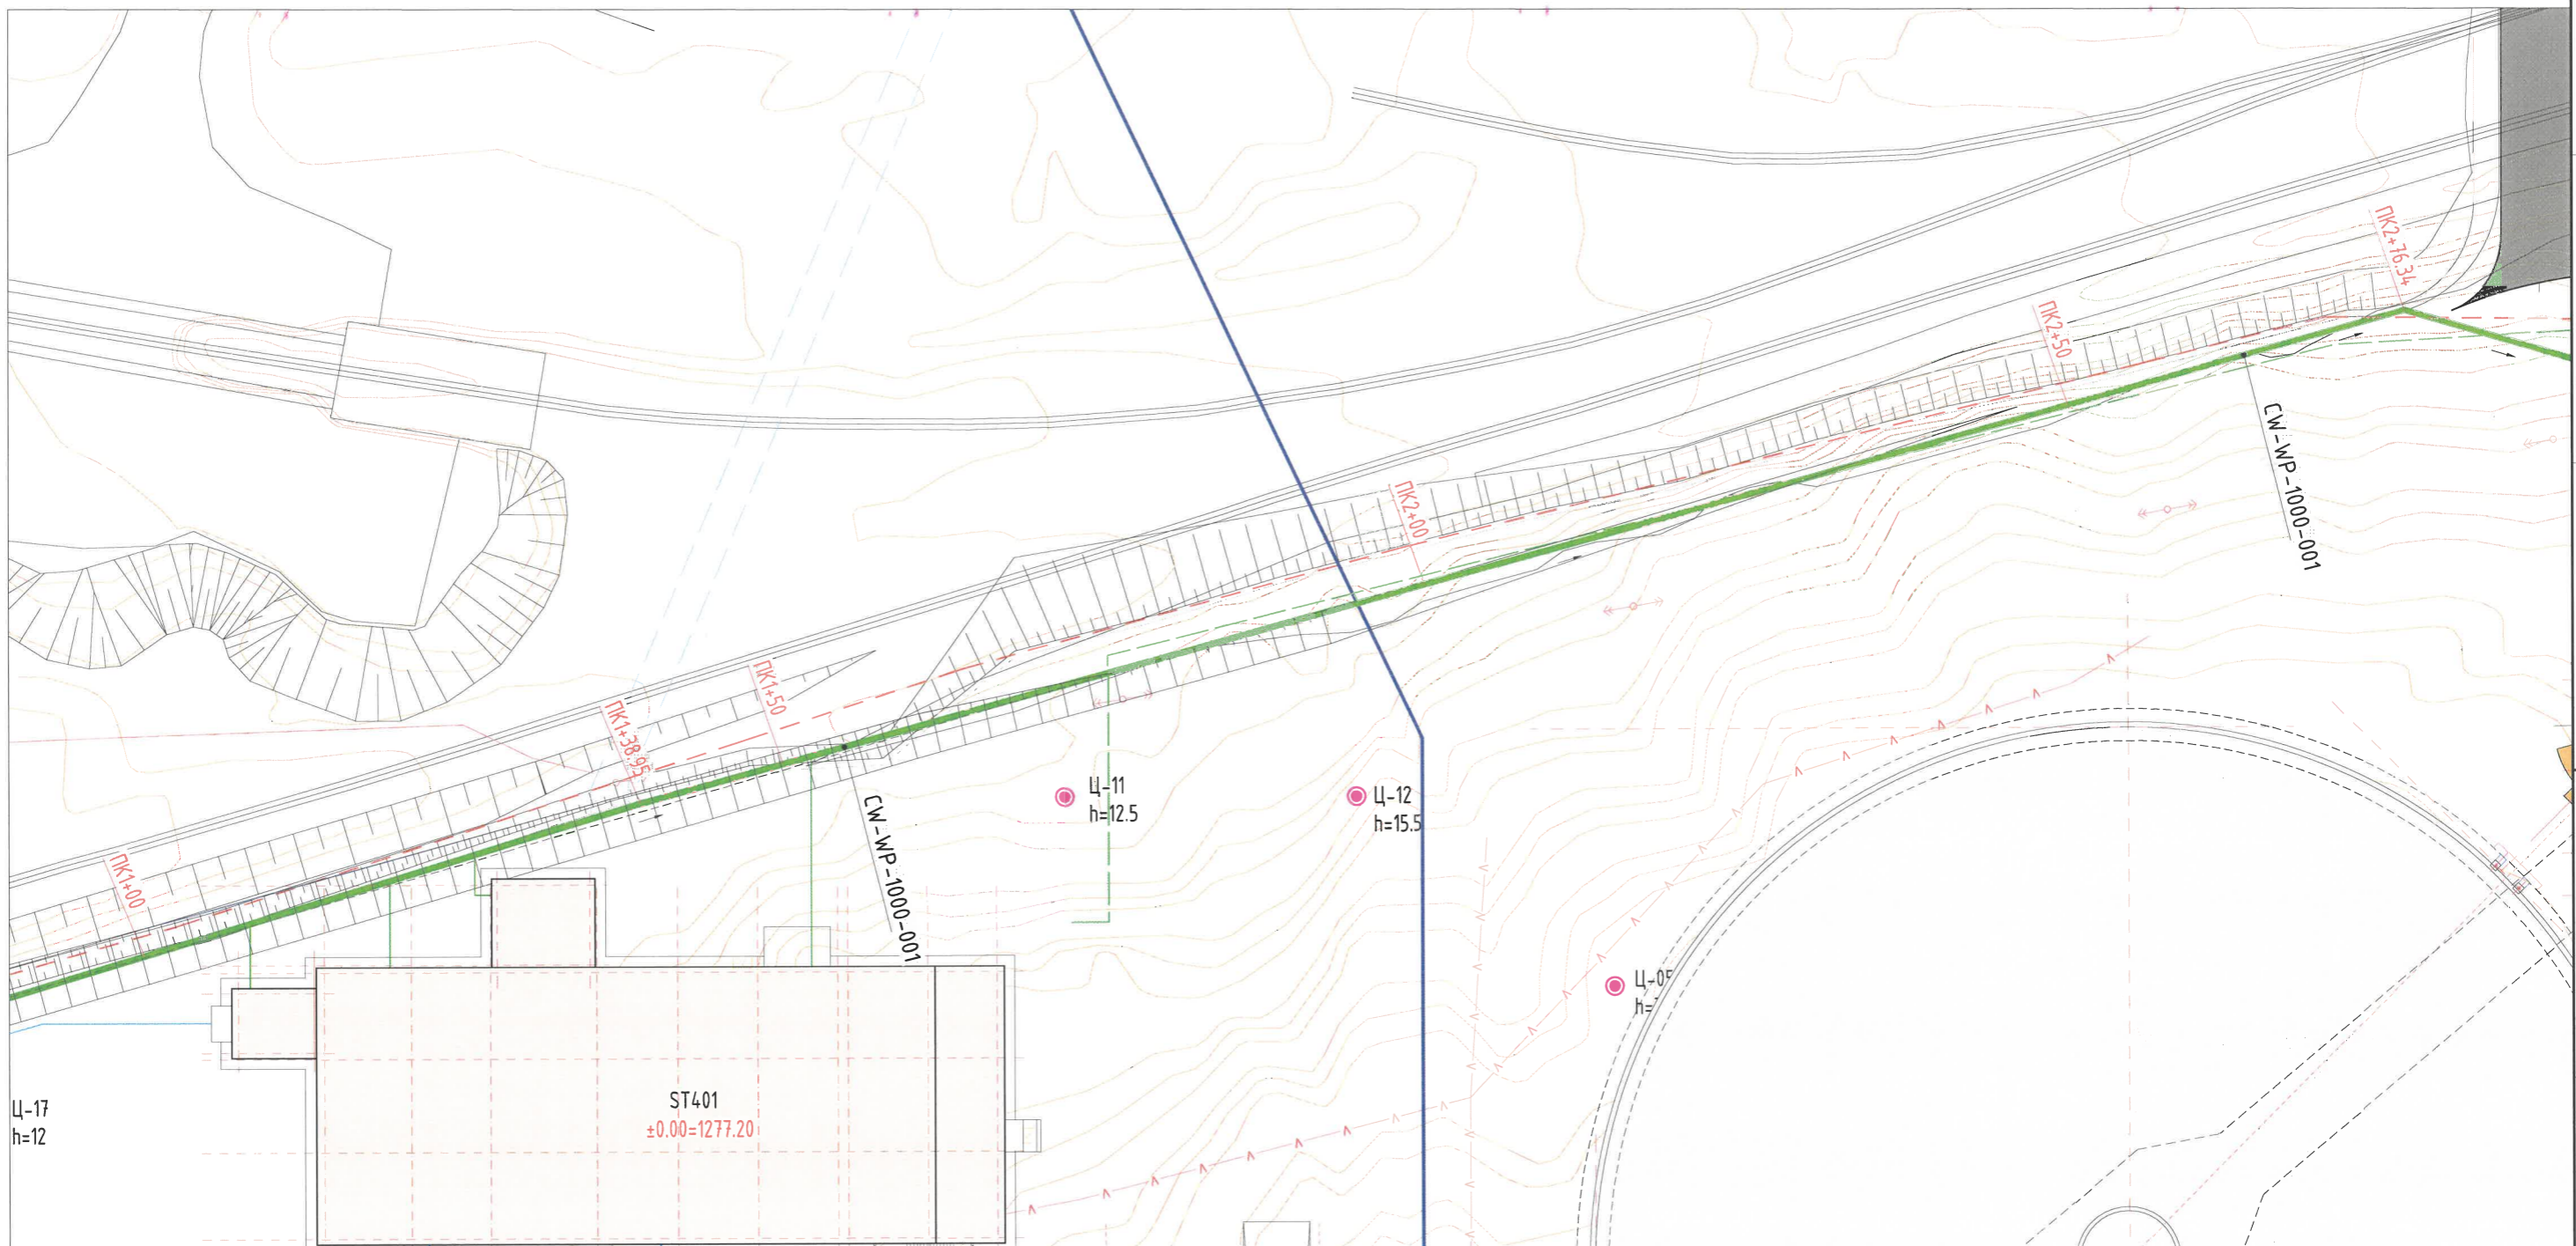 ПК2+76.34
ПК2+50
CW-WP-1000-001
ПК2+00
ПК1+50
ПК1+38.95
Ц-11
h=12.5
Ц-12
h=15.5
ПК1+00
CW-WP-1000-001
Ц-05
h=
ST401
±0.00=1277.20
Ц-17
h=12